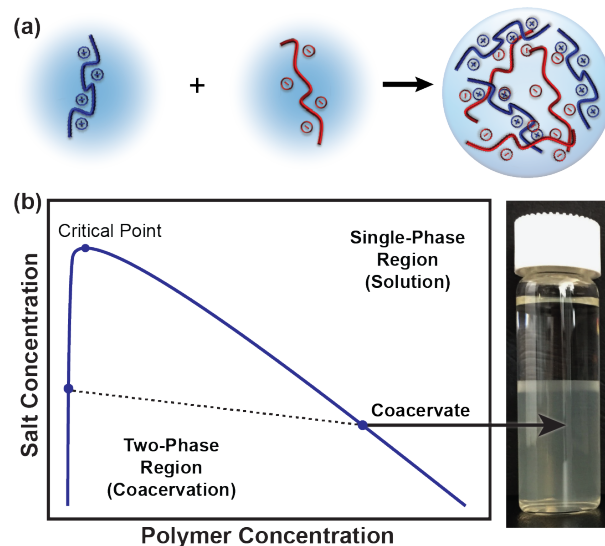 (a)
+
(b)
Critical Point
Single-Phase
Region
(Solution)
Salt Concentration
Coacervate
Two-Phase
Region
(Coacervation)
Polymer Concentration